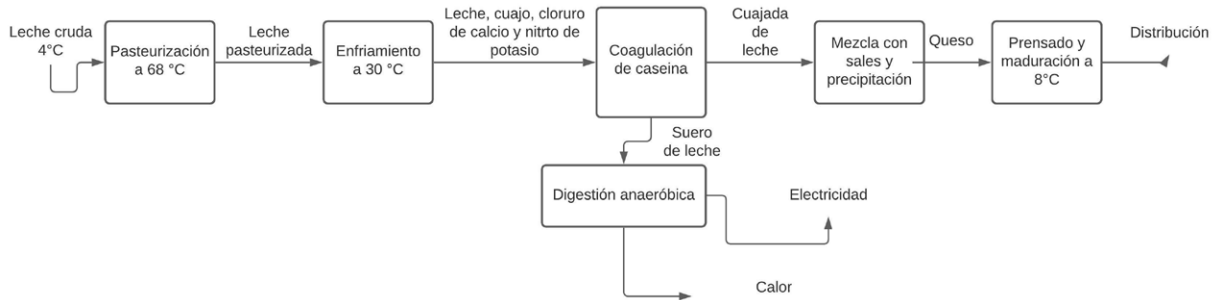 Leche cruda
4°C
Pasteurización
a 68 °C
Leche
pasteurizada
Enfriamiento
a 30 °C
Leche, cuajo, cloruro
de calcio y nitrto de
potasio
Coagulación
de caseina
Cuajada
de
leche
Mezcla con
sales y
precipitación
Queso
Prensado y
maduración a
8°C
Distribución
Suero
de leche
Digestión anaeróbica
Electricidad
Calor